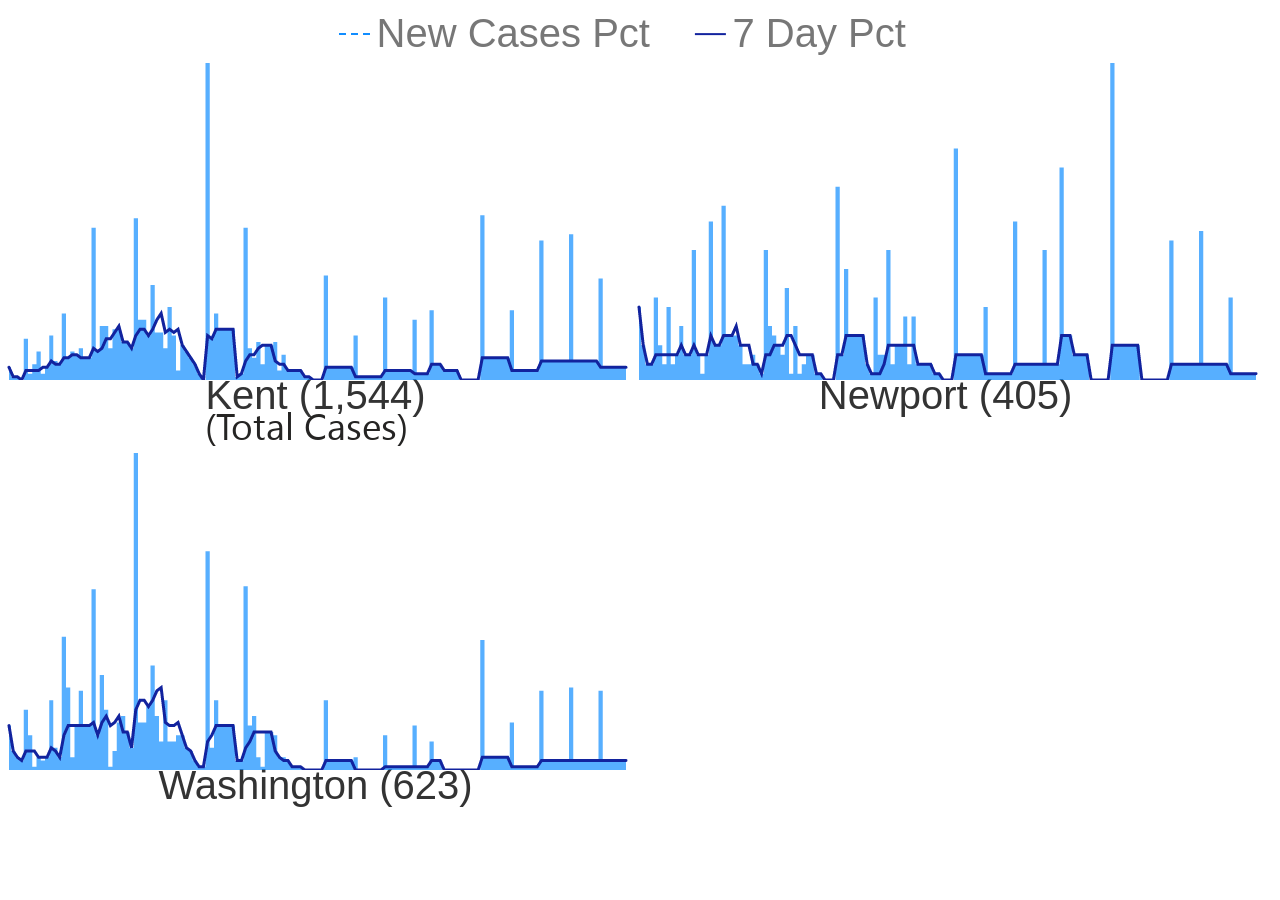 New Cases Pct 7 Day Pct
Kent (1,544)
(Total Cases)
Newport (405)
Washington (623)